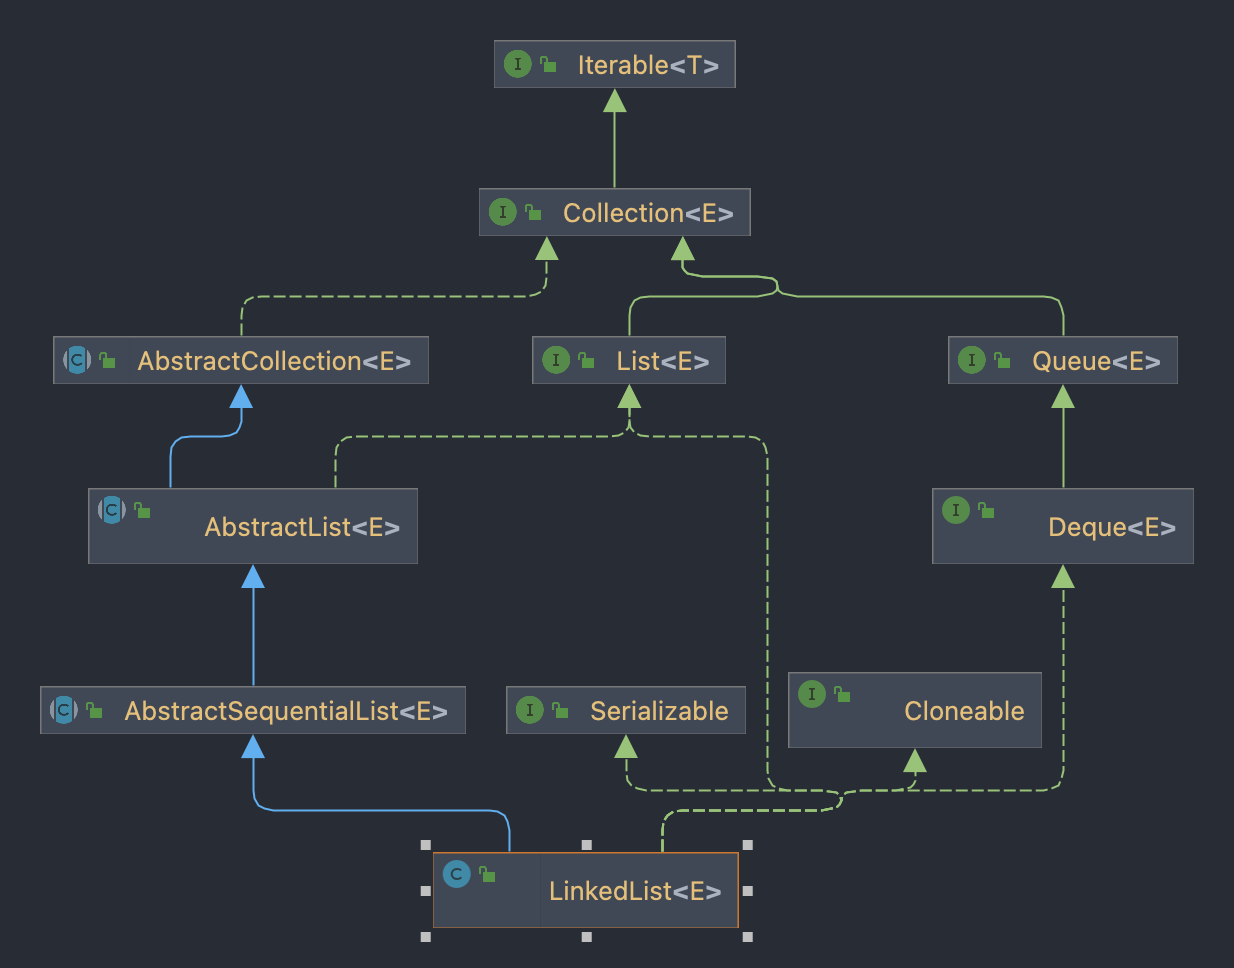 I Iterable<T>
I Collection<E>
C AbstractCollection<E>
I List<E>
I Queue<E>
C AbstractList<E>
I Deque<E>
C AbstractSequentialList<E>
I Serializable
I Cloneable
C LinkedList<E>